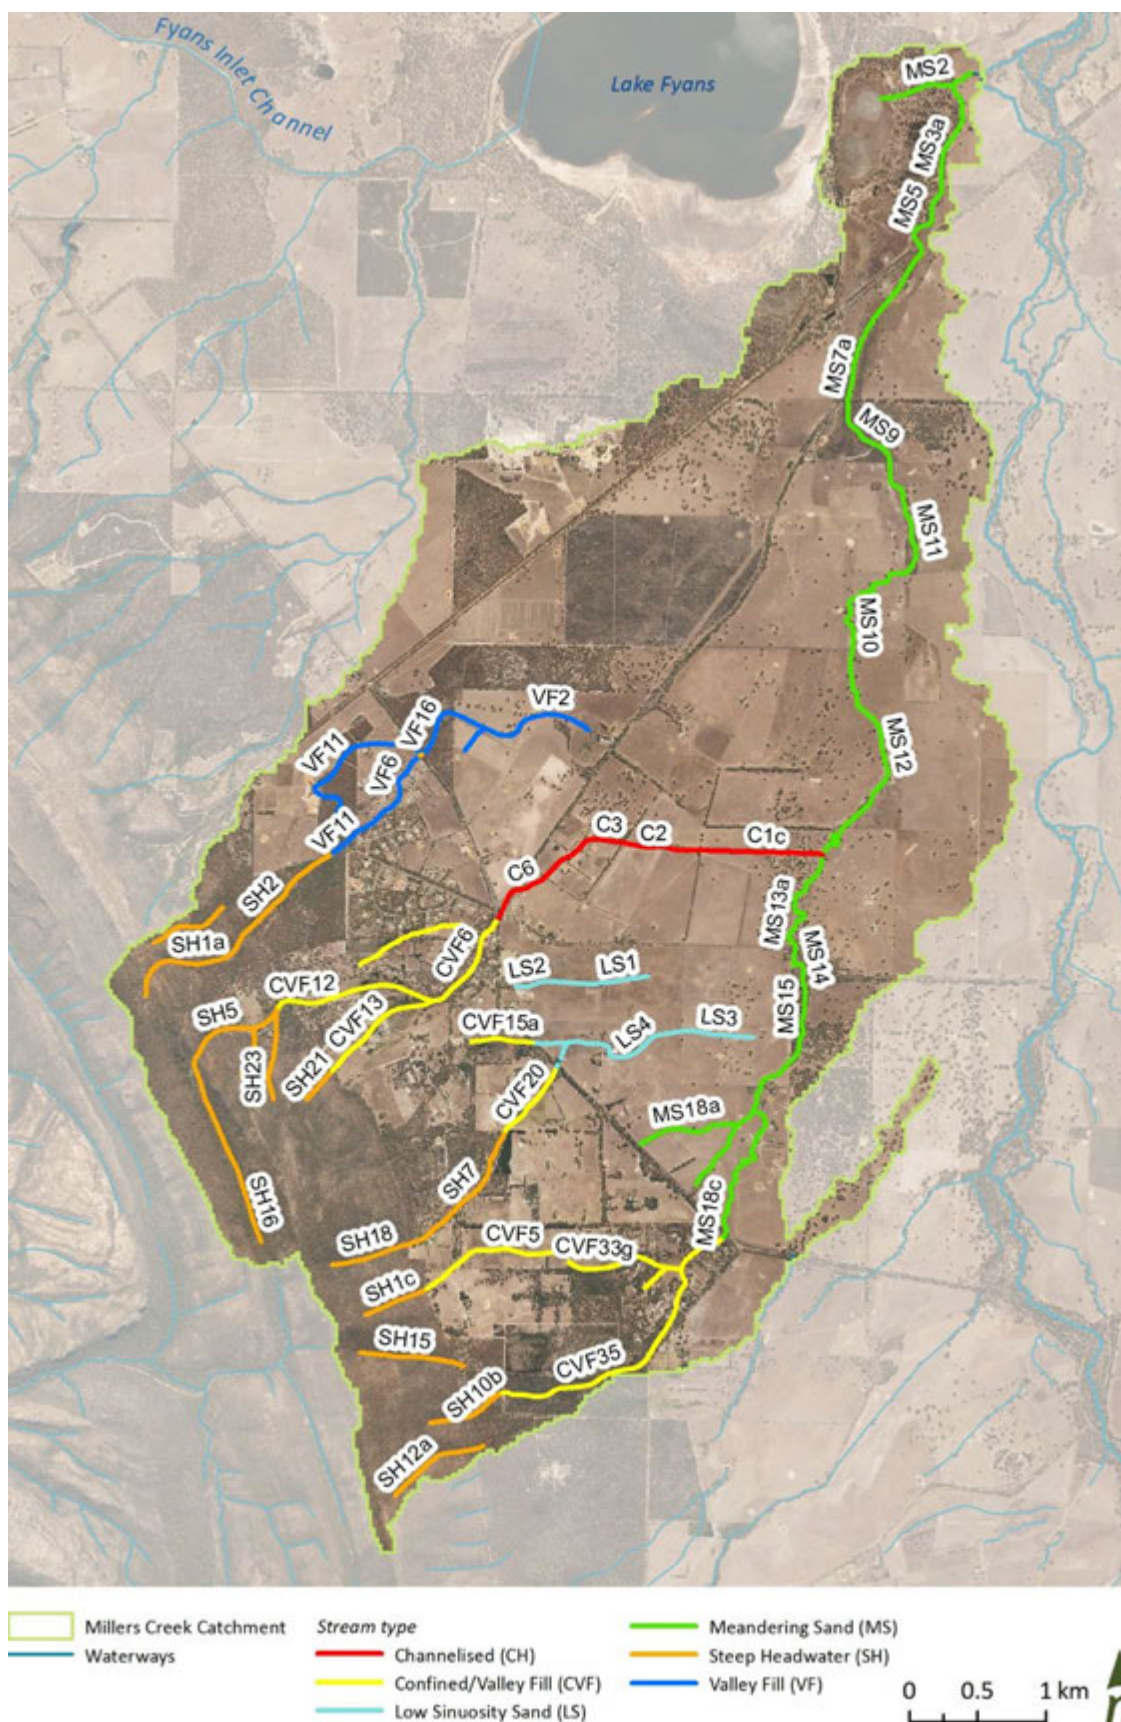 Fyans Inlet Channel
Lake Fyans
MS2
MS3a
MS5
MS7a
MS9
MS11
MS10
MS12
VF2
VF16
VF11
VF6
VF11
C3
C2
C1c
C6
SH2
SH1a
MS13a
MS14
CVF6
LS2
LS1
CVF12
MS15
SH5
CVF13
CVF15a
LS4
LS3
SH23
SH21
CVF20
MS18a
SH7
SH16
MS18c
SH18
CVF5
CVF33g
SH1c
SH15
CVF35
SH10b
SH12a
Millers Creek Catchment
Waterways
Stream type
Channelised (CH)
Confined/Valley Fill (CVF)
Low Sinuosity Sand (LS)
Meandering Sand (MS)
Steep Headwater (SH)
Valley Fill (VF)
0 0.5 1 km